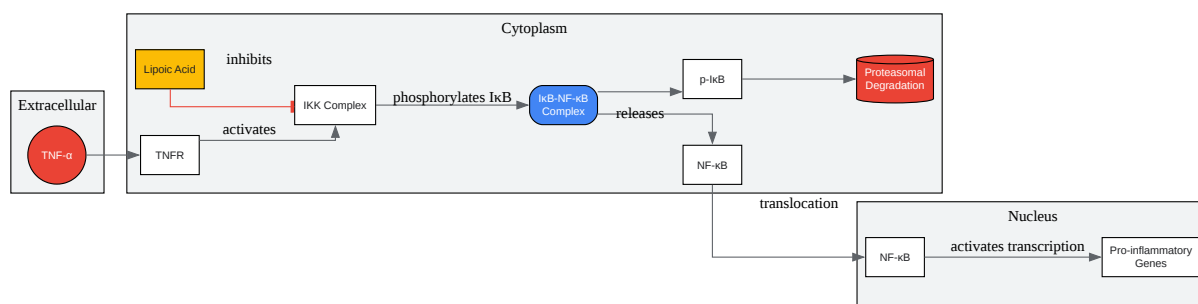 Cytoplasm
Lipoic Acid
inhibits
p-IκB
Proteasomal
Degradation
Extracellular
IKK Complex
phosphorylates IκB
IκB-NF-κB
Complex
releases
activates
TNF-α
TNFR
NF-κB
translocation
Nucleus
NF-κB
activates transcription
Pro-inflammatory
Genes